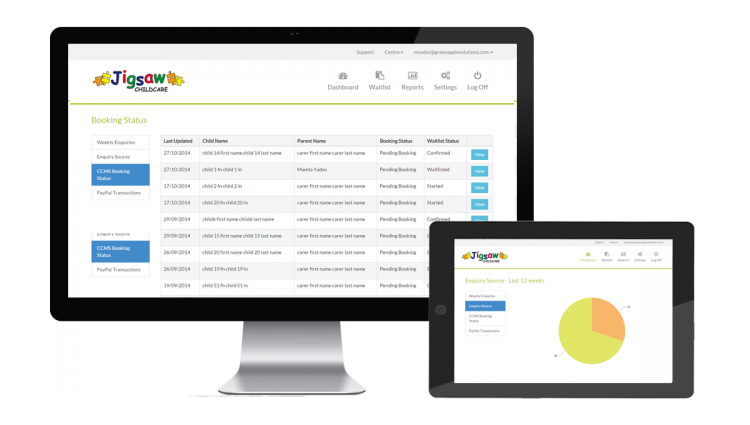 Support Centre myadav@greenapplesolutions.com
Jigsaw
CHILDCARE
Dashboard Waitlist Reports Settings Log Off
Booking Status
Weekly Enquiries
Enquiry Source
CCMS Booking
Status
PayPal Transactions
Enquiry Source
CCMS Booking
Status
PayPal Transactions
Last Updated Child Name Parent Name Booking Status Waitlist Status
27/10/2014 child 14 first name child 14 last name carer first name carer last name Pending Booking Confirmed View
27/10/2014 child 1 fn child 1 ln Mamta Yadav Pending Booking Waitlisted View
17/10/2014 child 2 fn child 2 ln carer first name carer last name Pending Booking Started View
17/10/2014 child 20 fn child 20 ln carer first name carer last name Pending Booking Started View
29/09/2014 child6 first name child6 last name carer first name carer last name Pending Booking Confirmed View
29/09/2014 child 15 first name child 15 last name carer first name carer last name Pending Booking
26/09/2014 child 20 first name child 20 last name carer first name carer last name Pending Booking
26/09/2014 child 19 fn child 19 ln carer first name carer last name Pending Booking
19/09/2014 child 51 fn child 51 ln carer first name carer last name Pending Booking
Support Centre
Jigsaw
CHILDCARE
Dashboard Waitlist Reports Settings Log Off
Enquiry Source - Last 12 weeks
Weekly Enquiries
Enquiry Source
CCMS Booking
Status
PayPal Transactions